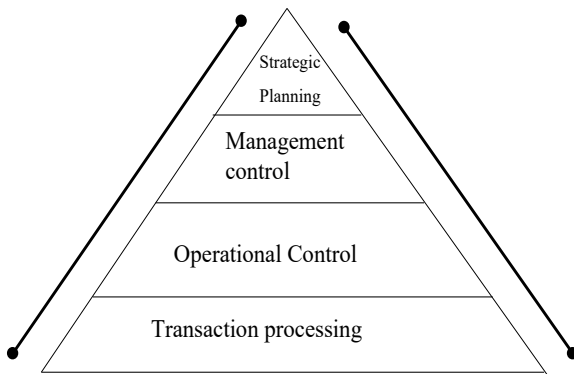 Strategic
Planning
Management
control
Operational Control
Transaction processing